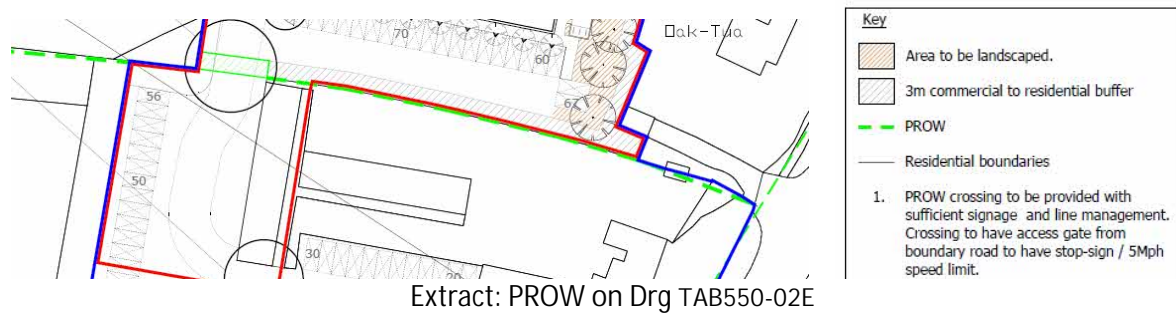 70
Oak-Tua
60
56
67
50
30
20
Key
Area to be landscaped.
3m commercial to residential buffer
PROW
Residential boundaries
1. PROW crossing to be provided with
sufficient signage and line management.
Crossing to have access gate from
boundary road to have stop-sign / 5Mph
speed limit.
Extract: PROW on Drg TAB550-02E